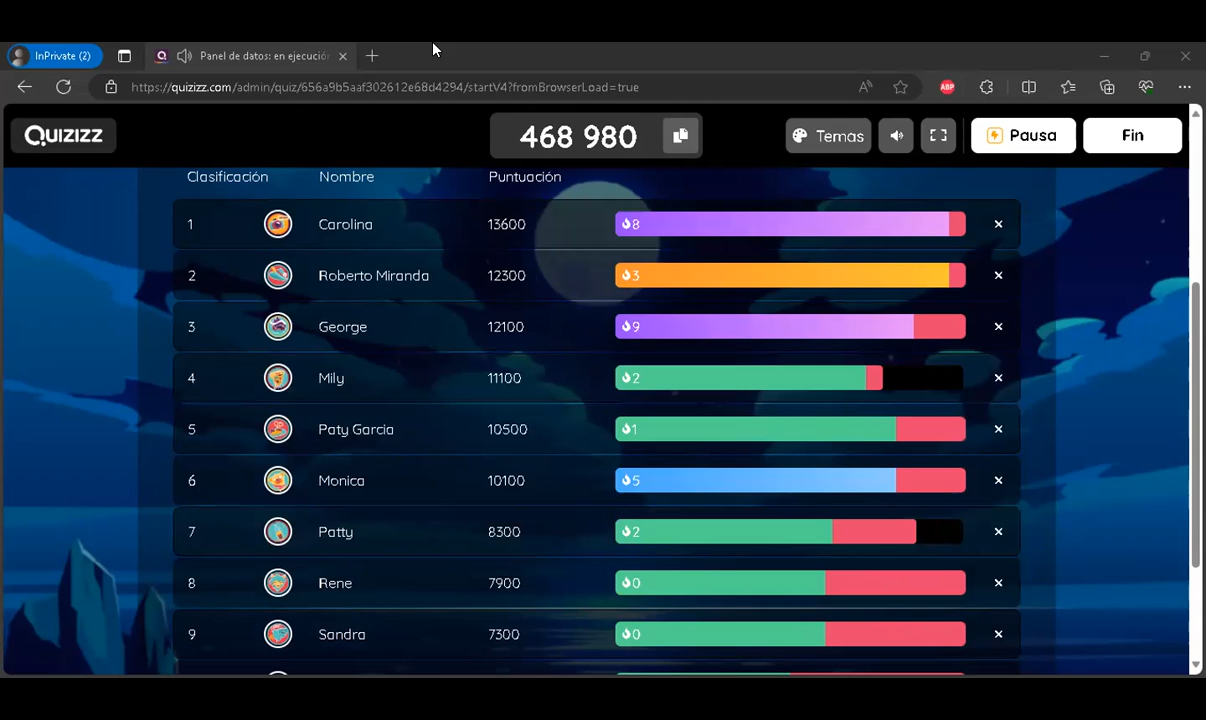 InPrivate (2)
Panel de datos: en ejecución
https://quizizz.com/admin/quiz/656a9b5aaf302612e68d4294/startV4?fromBrowserLoad=true
ABP
Quizizz
468 980
Temas
Pausa
Fin
Clasificación Nombre Puntuación
1 Carolina 13600 8
2 Roberto Miranda 12300 3
3 George 12100 9
4 Mily 11100 2
5 Paty Garcia 10500 1
6 Monica 10100 5
7 Patty 8300 2
8 Rene 7900 0
9 Sandra 7300 0